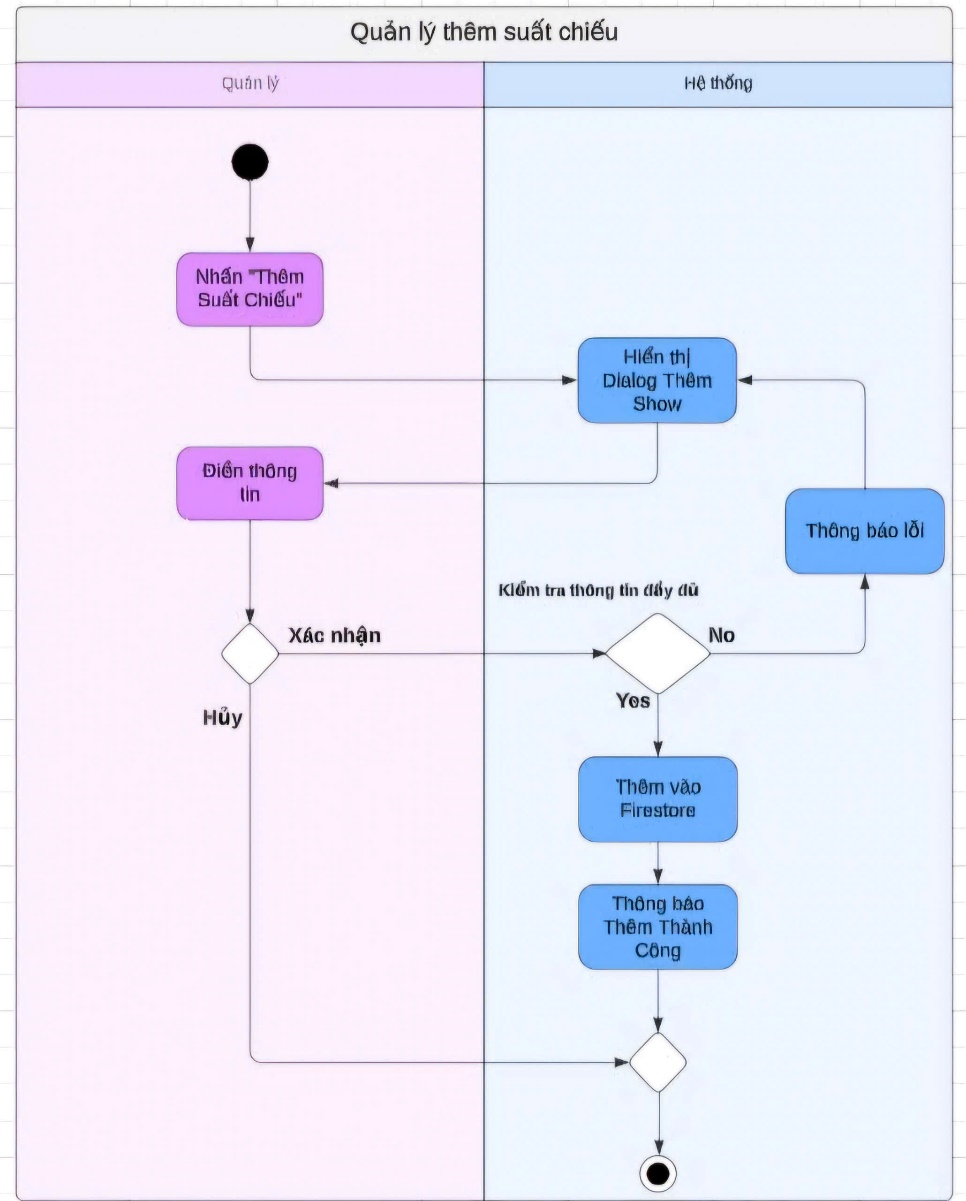 Quản lý thêm suất chiếu
Quản lý
Hệ thống
Nhấn "Thêm
Suất Chiếu"
Hiển thị
Dialog Thêm
Show
Điền thông
tin
Thông báo lỗi
Kiểm tra thông tin đầy đủ
Xác nhận
No
Hủy
Yes
Thêm vào
Firestore
Thông báo
Thêm Thành
Công